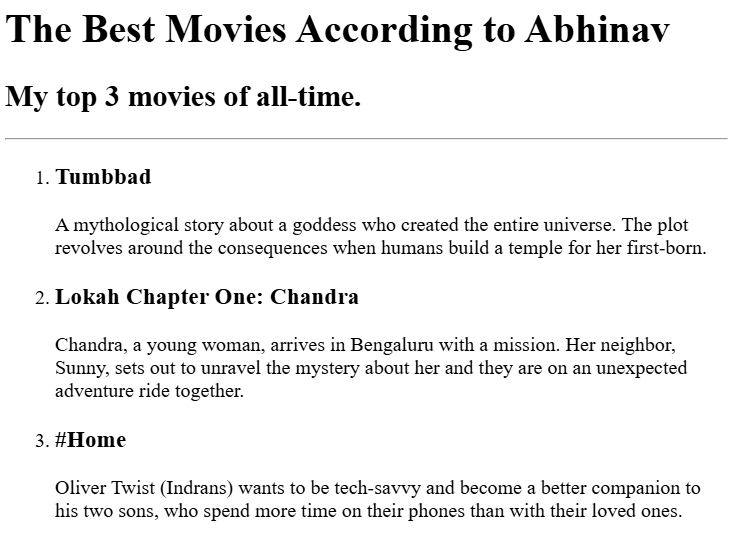 The Best Movies According to Abhinav
My top 3 movies of all-time.
1. Tumbbad
A mythological story about a goddess who created the entire universe. The plot
revolves around the consequences when humans build a temple for her first-born.
2. Lokah Chapter One: Chandra
Chandra, a young woman, arrives in Bengaluru with a mission. Her neighbor,
Sunny, sets out to unravel the mystery about her and they are on an unexpected
adventure ride together.
3. #Home
Oliver Twist (Indrans) wants to be tech-savvy and become a better companion to
his two sons, who spend more time on their phones than with their loved ones.